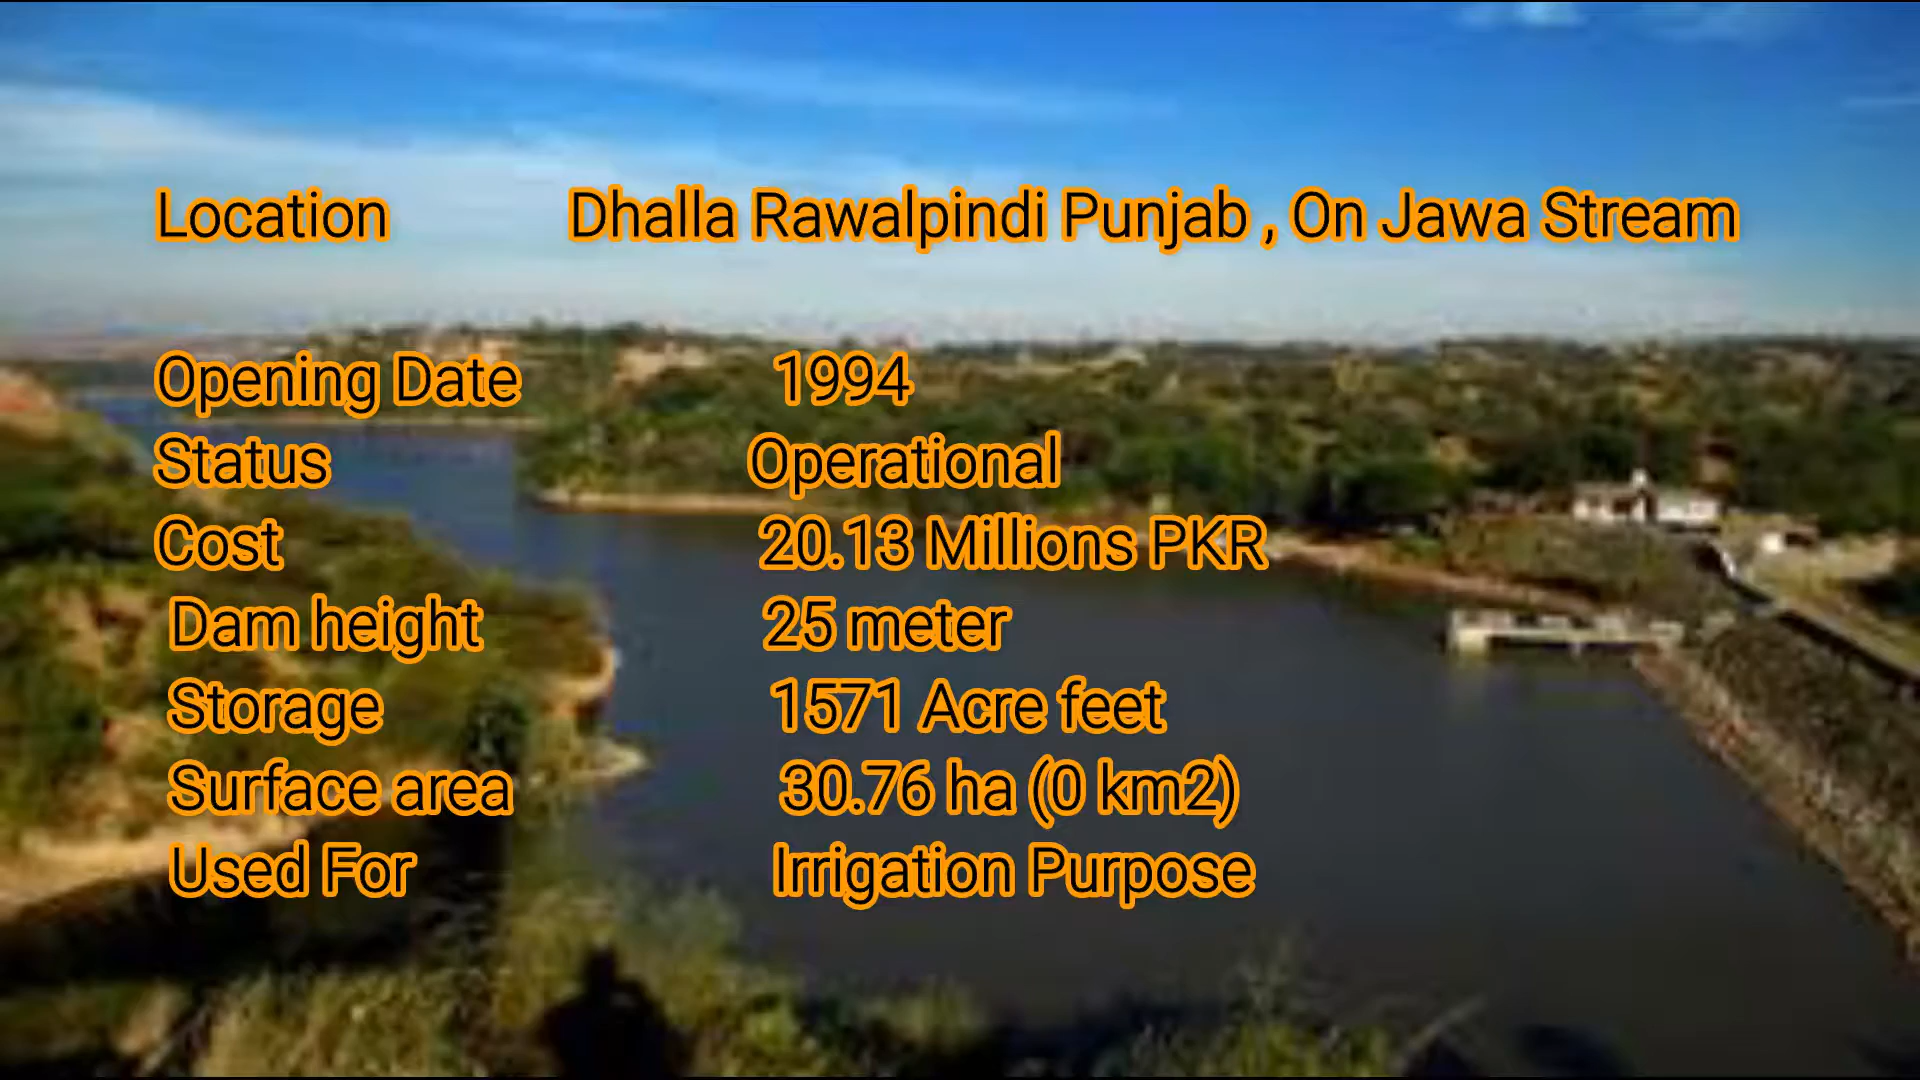 Location Dhalla Rawalpindi Punjab , On Jawa Stream
Opening Date 1994
Status Operational
Cost 20.13 Millions PKR
Dam height 25 meter
Storage 1571 Acre feet
Surface area 30.76 ha (0 km2)
Used For Irrigation Purpose